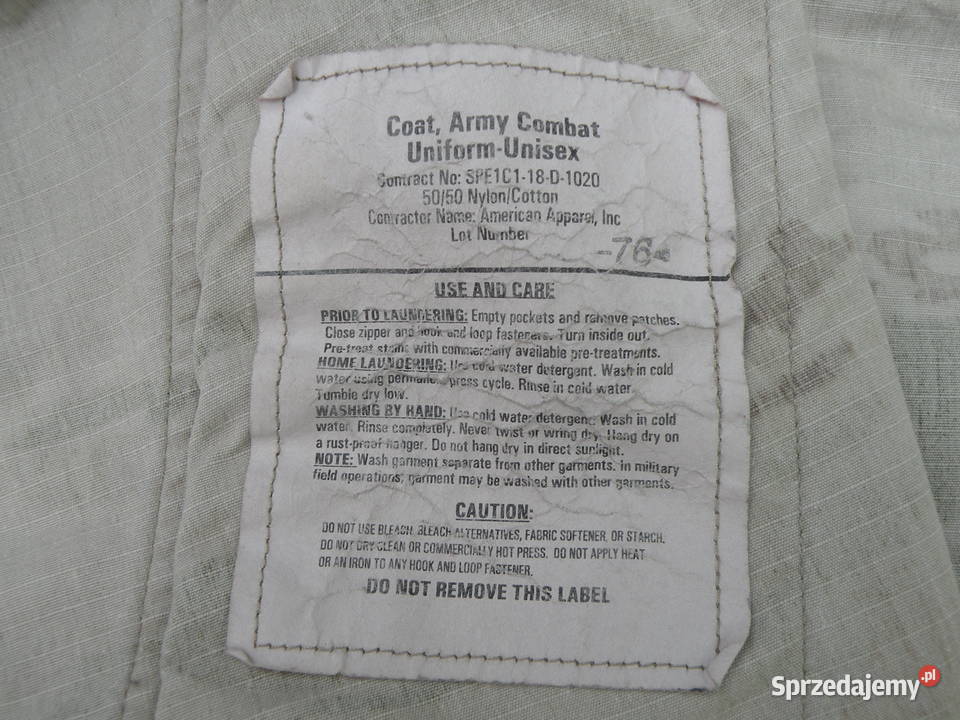 Coat, Army Combat
Uniform-Unisex
Contract No: SPE1C1-18-D-1020
50/50 Nylon/Cotton
Contractor Name: American Apparel, Inc
Lot Number
-76-
USE AND CARE
PRIOR TO LAUNDERING: Empty pockets and remove patches.
Close zipper and hook and loop fasteners. Turn inside out.
Pre-treat stains with commercially available pre-treatments.
HOME LAUNDERING: Use cold water detergent. Wash in cold
water using permanent press cycle. Rinse in cold water.
Tumble dry low.
WASHING BY HAND: Use cold water detergent. Wash in cold
water. Rinse completely. Never twist or wring dry. Hang dry on
a rust-proof hanger. Do not hang dry in direct sunlight.
NOTE: Wash garment separate from other garments. In military
field operations, garment may be washed with other garments.
CAUTION:
DO NOT USE BLEACH, BLEACH ALTERNATIVES, FABRIC SOFTENER, OR STARCH.
DO NOT DRY CLEAN OR COMMERCIALLY HOT PRESS. DO NOT APPLY HEAT
OR AN IRON TO ANY HOOK AND LOOP FASTENER.
DO NOT REMOVE THIS LABEL
Sprzedajemy.pl